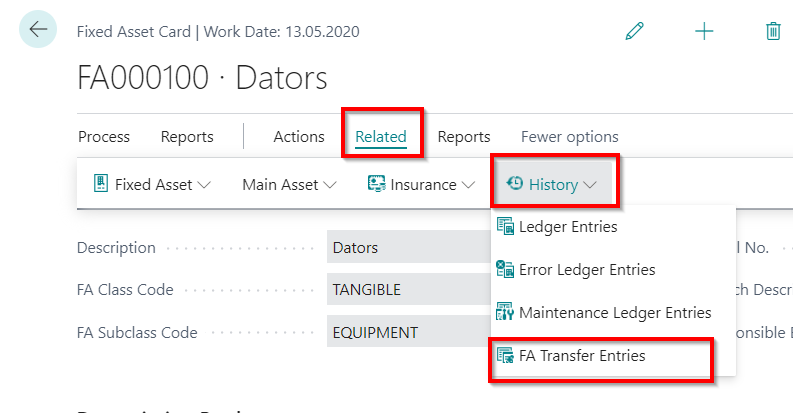 Fixed Asset Card | Work Date: 13.05.2020
FA000100 · Dators
Process Reports Actions Related Reports Fewer options
Fixed Asset Main Asset Insurance History
Ledger Entries
Description Dators l No.
Error Ledger Entries
FA Class Code TANGIBLE ch Descr
Maintenance Ledger Entries
FA Subclass Code EQUIPMENT onsible E
FA Transfer Entries